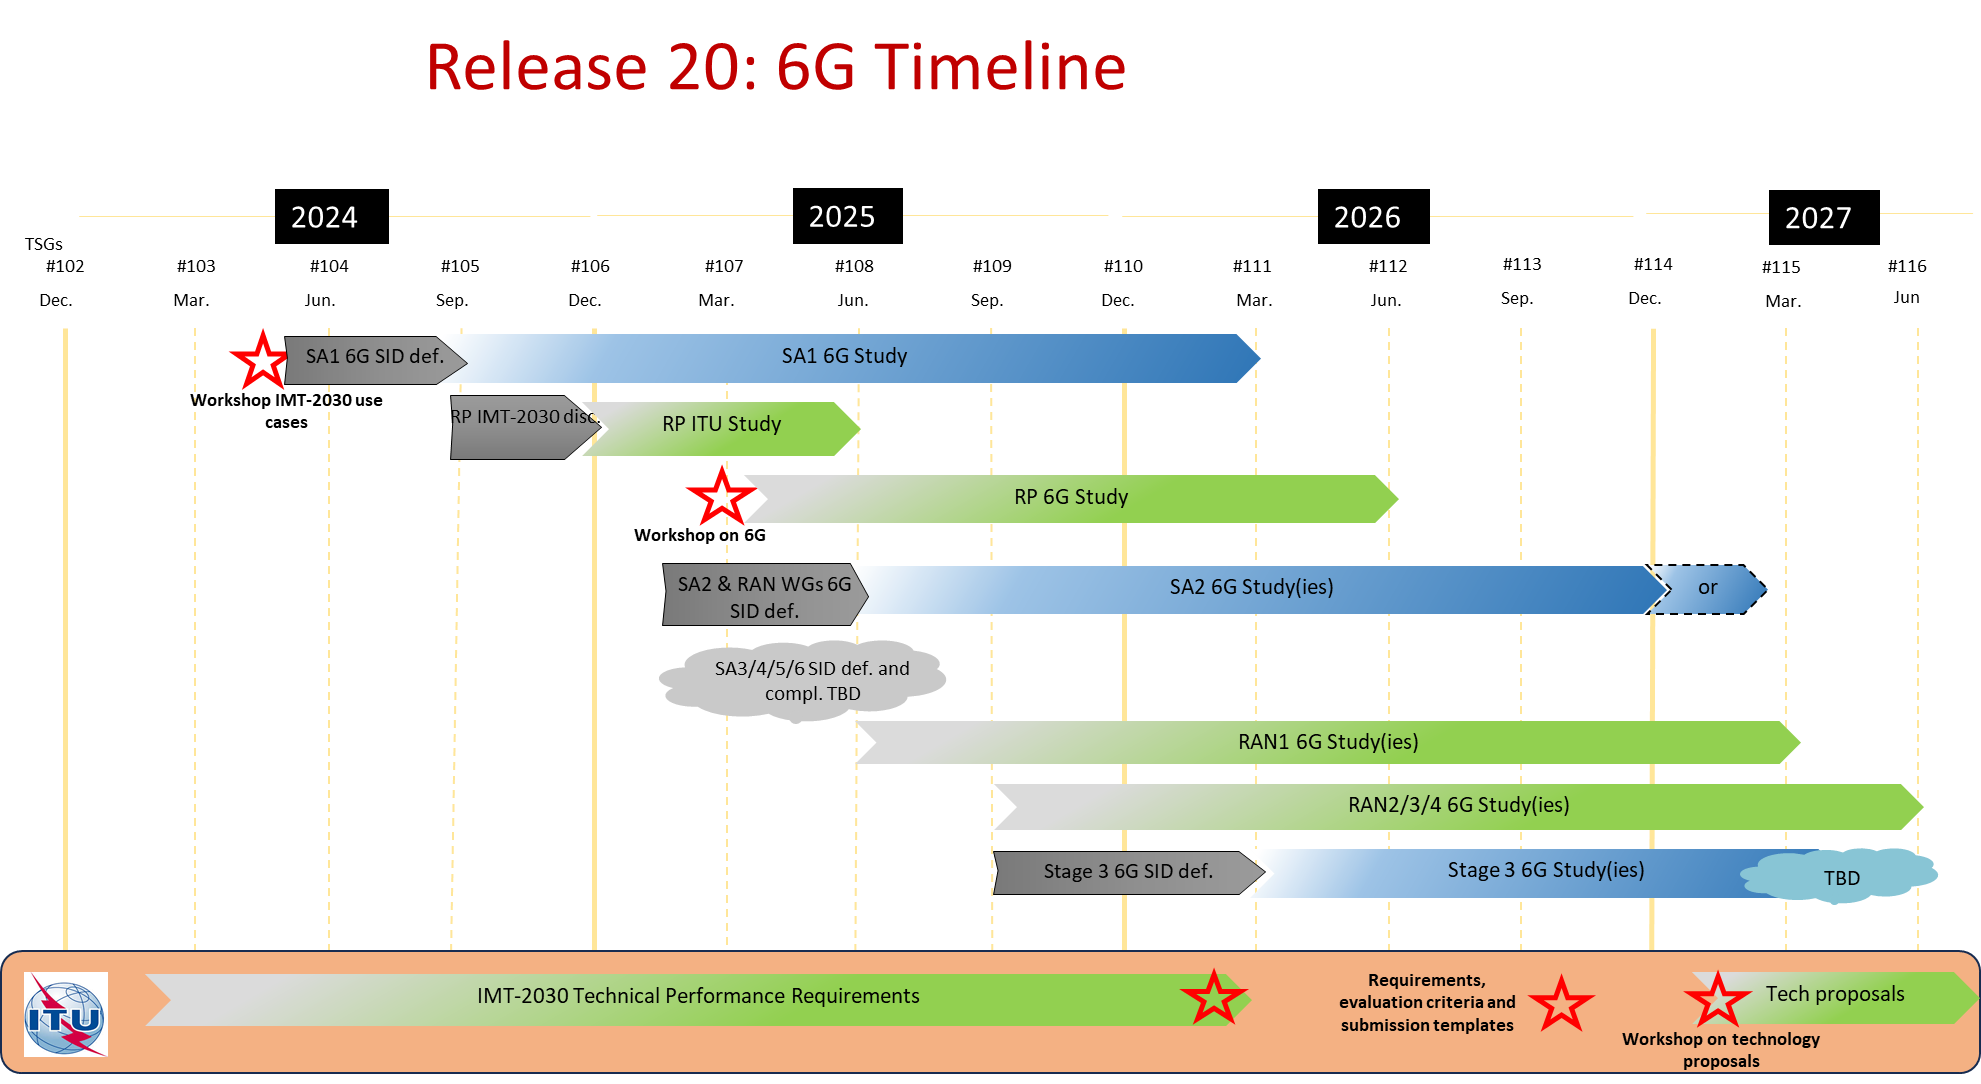 Release 20: 6G Timeline
2024
2025
2026
2027
TSGs
#102
#103
#104
#105
#106
#107
#108
#109
#110
#111
#112
#113
#114
#115
#116
Dec.
Mar.
Jun.
Sep.
Dec.
Mar.
Jun.
Sep.
Dec.
Mar.
Jun.
Sep.
Dec.
Mar.
Jun
SA1 6G SID def.
SA1 6G Study
Workshop IMT-2030 use
cases
RP IMT-2030 disc.
RP ITU Study
RP 6G Study
Workshop on 6G
SA2 & RAN WGs 6G
SID def.
SA2 6G Study(ies)
or
SA3/4/5/6 SID def. and
compl. TBD
RAN1 6G Study(ies)
RAN2/3/4 6G Study(ies)
Stage 3 6G SID def.
Stage 3 6G Study(ies)
TBD
ITU
IMT-2030 Technical Performance Requirements
Requirements,
evaluation criteria and
submission templates
Tech proposals
Workshop on technology
proposals